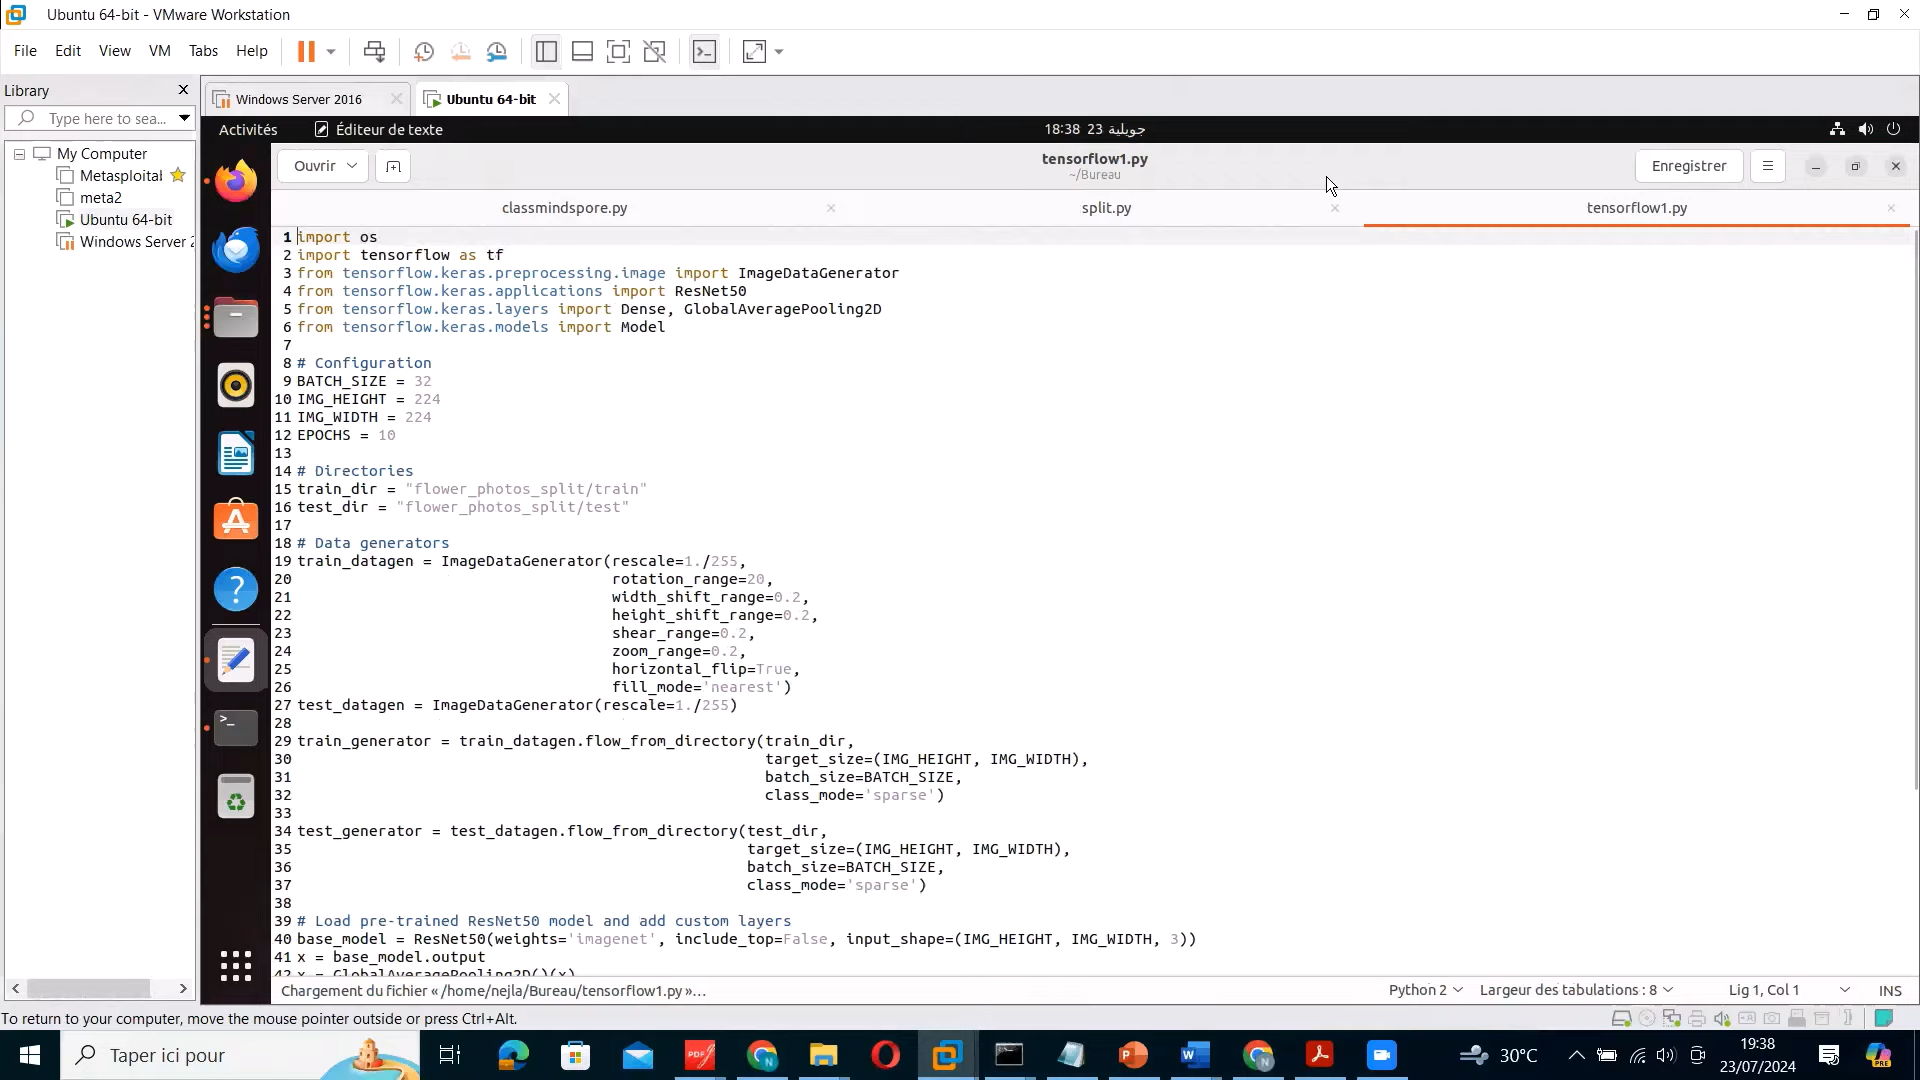 Ubuntu 64-bit - VMware Workstation
File Edit View VM Tabs Help
Library
Windows Server 2016
Ubuntu 64-bit
Type here to sea...
My Computer
Metasploital
meta2
Ubuntu 64-bit
Windows Server 2
Activités
Éditeur de texte
18:38 23 جويلية
Ouvrir
tensorflow1.py
~/Bureau
Enregistrer
classmindspore.py
split.py
tensorflow1.py
1 import os
2 import tensorflow as tf
3 from tensorflow.keras.preprocessing.image import ImageDataGenerator
4 from tensorflow.keras.applications import ResNet50
5 from tensorflow.keras.layers import Dense, GlobalAveragePooling2D
6 from tensorflow.keras.models import Model
7
8 # Configuration
9 BATCH_SIZE = 32
10 IMG_HEIGHT = 224
11 IMG_WIDTH = 224
12 EPOCHS = 10
13
14 # Directories
15 train_dir = "flower_photos_split/train"
16 test_dir = "flower_photos_split/test"
17
18 # Data generators
19 train_datagen = ImageDataGenerator(rescale=1./255,
20 rotation_range=20,
21 width_shift_range=0.2,
22 height_shift_range=0.2,
23 shear_range=0.2,
24 zoom_range=0.2,
25 horizontal_flip=True,
26 fill_mode='nearest')
27 test_datagen = ImageDataGenerator(rescale=1./255)
28
29 train_generator = train_datagen.flow_from_directory(train_dir,
30 target_size=(IMG_HEIGHT, IMG_WIDTH),
31 batch_size=BATCH_SIZE,
32 class_mode='sparse')
33
34 test_generator = test_datagen.flow_from_directory(test_dir,
35 target_size=(IMG_HEIGHT, IMG_WIDTH),
36 batch_size=BATCH_SIZE,
37 class_mode='sparse')
38
39 # Load pre-trained ResNet50 model and add custom layers
40 base_model = ResNet50(weights='imagenet', include_top=False, input_shape=(IMG_HEIGHT, IMG_WIDTH, 3))
41 x = base_model.output
42 x = GlobalAveragePooling2D()(x)
Chargement du fichier « /home/nejla/Bureau/tensorflow1.py »...
Python 2
Largeur des tabulations : 8
Lig 1, Col 1
INS
To return to your computer, move the mouse pointer outside or press Ctrl+Alt.
Taper ici pour
30°C
19:38
23/07/2024